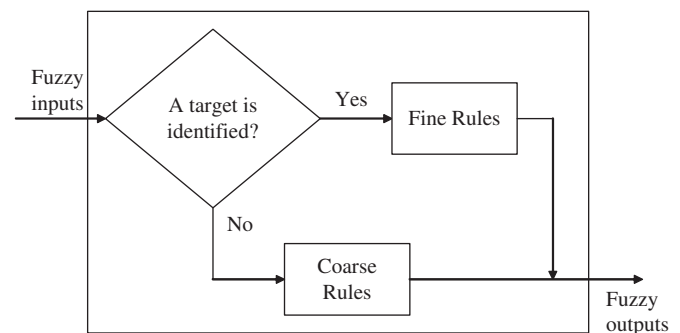 Fuzzy
inputs
A target is
identified?
Yes
Fine Rules
No
Coarse
Rules
Fuzzy
outputs